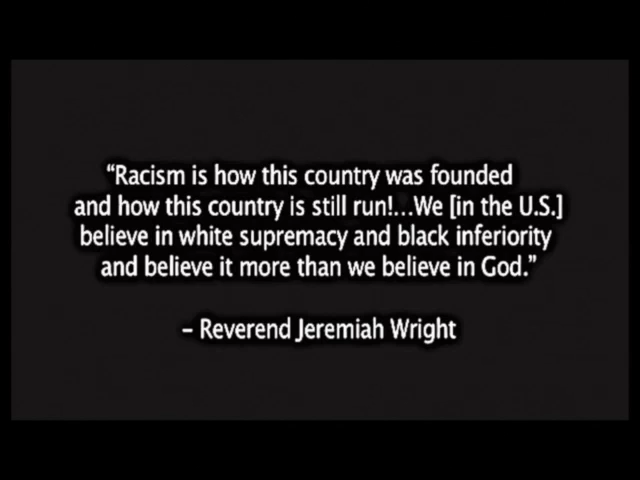 “Racism is how this country was founded
and how this country is still run!...We [in the U.S.]
believe in white supremacy and black inferiority
and believe it more than we believe in God.”
– Reverend Jeremiah Wright